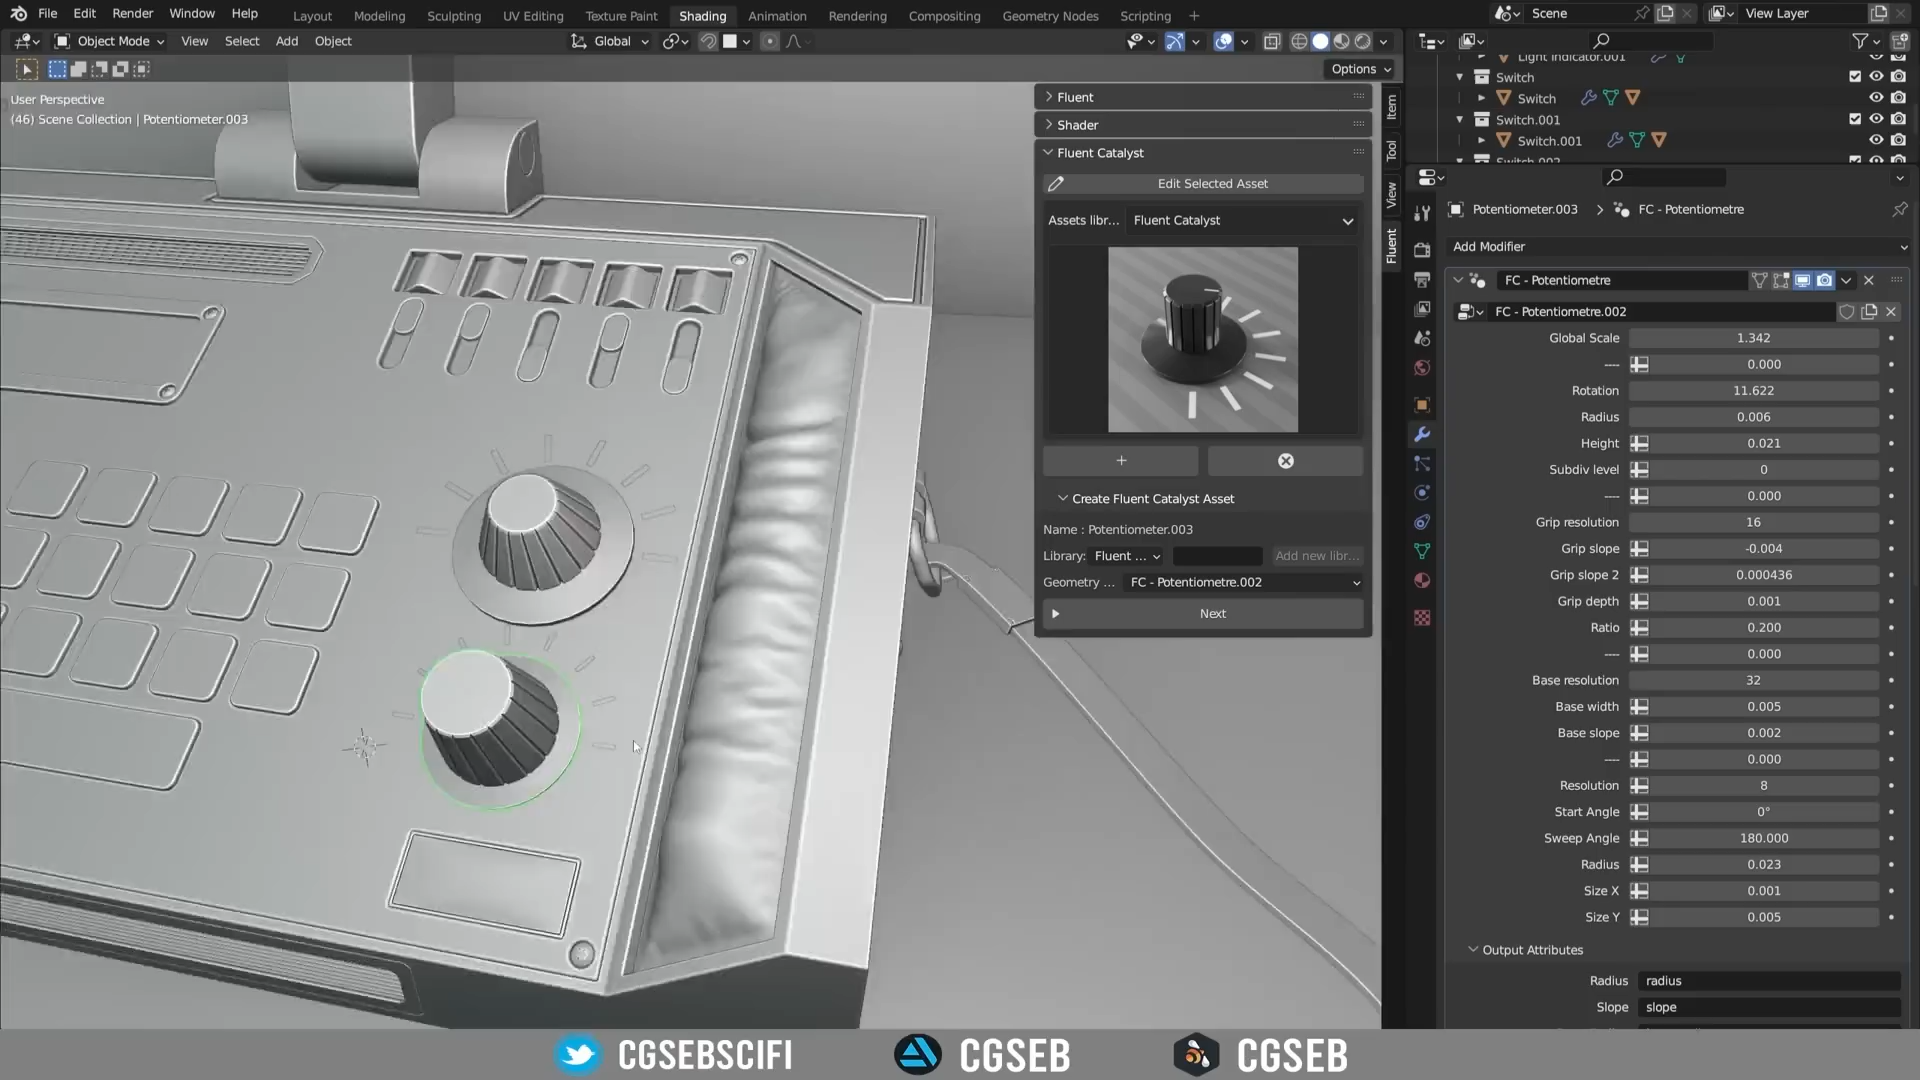 File Edit Render Window Help
Layout Modeling Sculpting UV Editing Texture Paint Shading Animation Rendering Compositing Geometry Nodes Scripting +
Scene
View Layer
Object Mode View Select Add Object
Global
Options
User Perspective
(46) Scene Collection | Potentiometer.003
Fluent
Shader
Fluent Catalyst
Edit Selected Asset
Assets libr... Fluent Catalyst
+
Create Fluent Catalyst Asset
Name : Potentiometer.003
Library: Fluent ... Add new libr...
Geometry ... FC - Potentiometre.002
Next
Item
Tool
View
Fluent
Light Indicator.001
Switch
Switch
Switch.001
Switch.001
Switch.002
Potentiometer.003 > FC - Potentiometre
Add Modifier
FC - Potentiometre
FC - Potentiometre.002
Global Scale 1.342
---- 0.000
Rotation 11.622
Radius 0.006
Height 0.021
Subdiv level 0
---- 0.000
Grip resolution 16
Grip slope -0.004
Grip slope 2 0.000436
Grip depth 0.001
Ratio 0.200
---- 0.000
Base resolution 32
Base width 0.005
Base slope 0.002
---- 0.000
Resolution 8
Start Angle 0°
Sweep Angle 180.000
Radius 0.023
Size X 0.001
Size Y 0.005
Output Attributes
Radius radius
Slope slope
CGSEBSCIFI
CGSEB
CGSEB